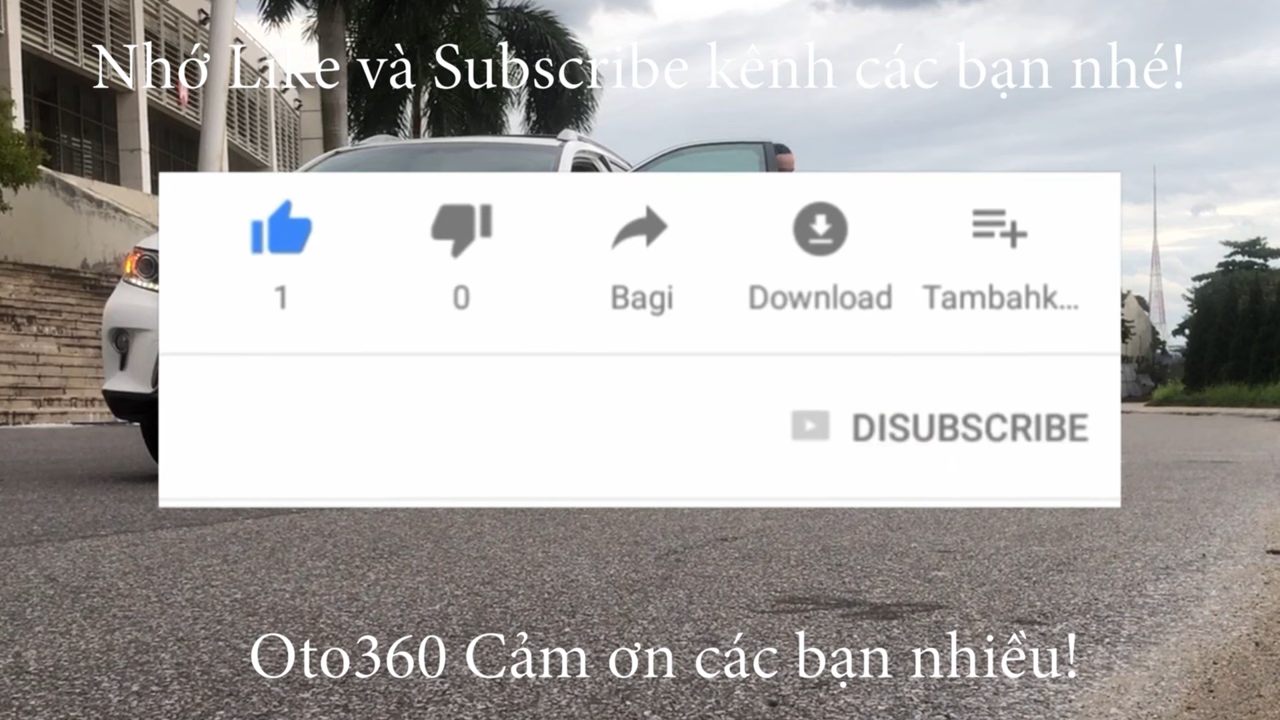 Nhớ Like và Subscribe kênh các bạn nhé!
1 0 Bagi Download Tambahk...
DISUBSCRIBE
Oto360 Cảm ơn các bạn nhiều!